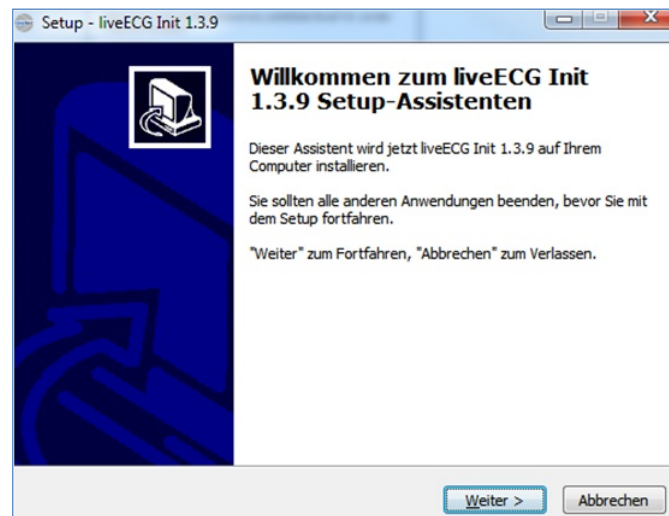 Setup - liveECG Init 1.3.9
Willkommen zum liveECG Init
1.3.9 Setup-Assistenten
Dieser Assistent wird jetzt liveECG Init 1.3.9 auf Ihrem
Computer installieren.
Sie sollten alle anderen Anwendungen beenden, bevor Sie mit
dem Setup fortfahren.
"Weiter" zum Fortfahren, "Abbrechen" zum Verlassen.
Weiter >
Abbrechen